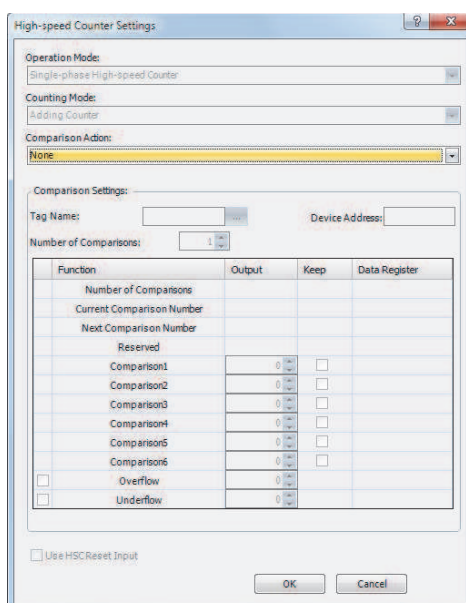 High-speed Counter Settings
Operation Mode:
Single-phase High-speed Counter
Counting Mode:
Adding Counter
Comparison Action:
None
Comparison Settings:
Tag Name: ... Device Address:
Number of Comparisons: 1
Function Output Keep Data Register
Number of Comparisons
Current Comparison Number
Next Comparison Number
Reserved
Comparison1 0
Comparison2 0
Comparison3 0
Comparison4 0
Comparison5 0
Comparison6 0
Overflow 0
Underflow 0
Use HSC Reset Input
OK Cancel